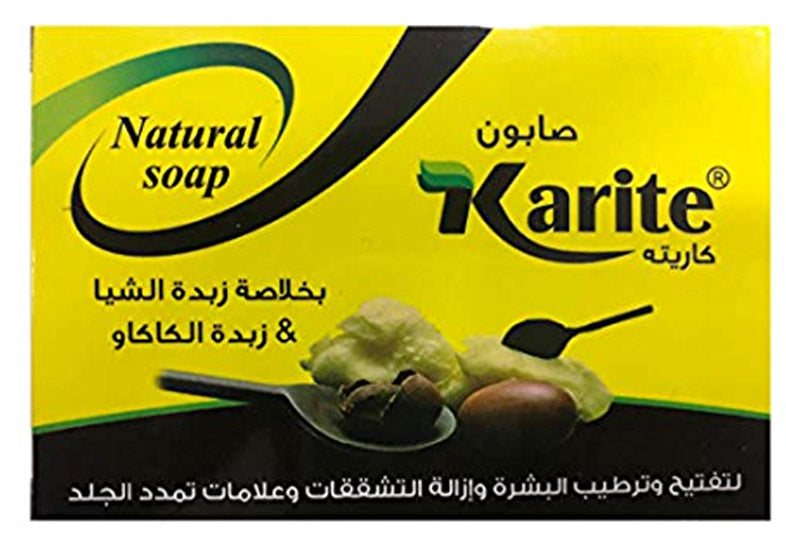 Natural
soap
صابون
Karite®
كاريته
بخلاصة زبدة الشيا
& زبدة الكاكاو
لتفتيح وترطيب البشرة وإزالة التشققات وعلامات تمدد الجلد